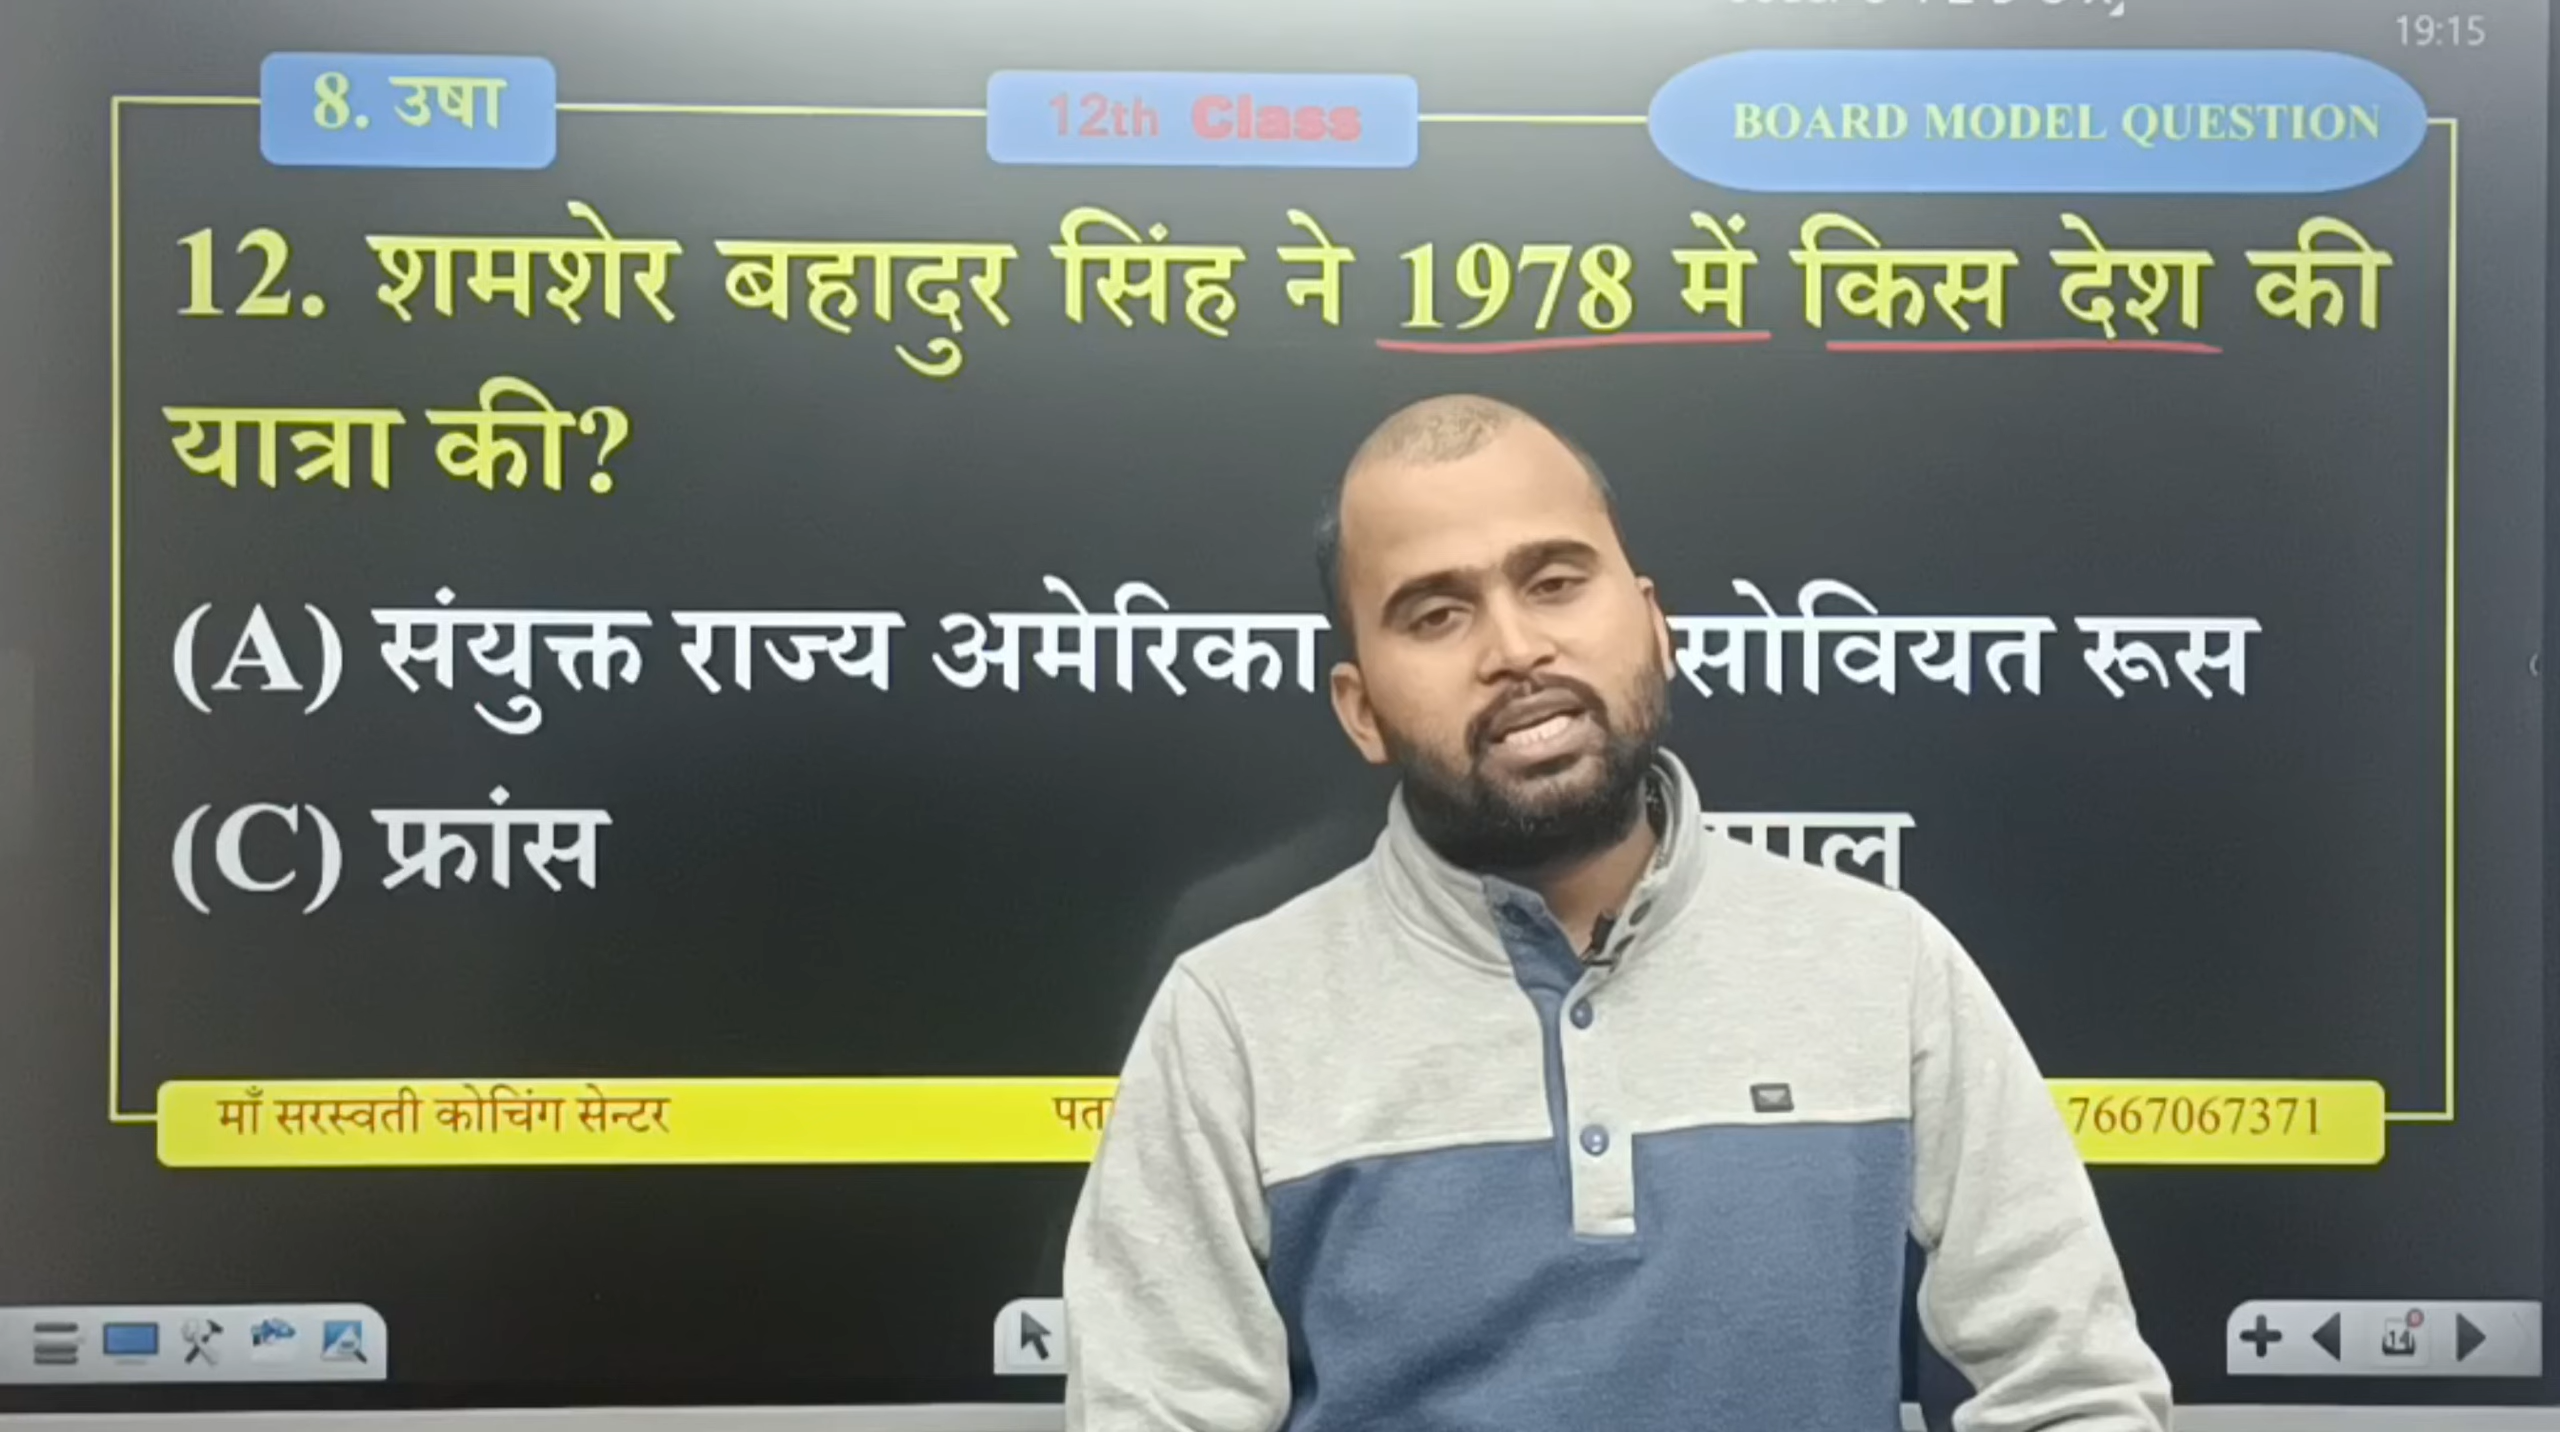 19:15
8. उषा
12th Class
BOARD MODEL QUESTION
12. शमशेर बहादुर सिंह ने 1978 में किस देश की
यात्रा की?
(A) संयुक्त राज्य अमेरिका सोवियत रूस
(C) फ्रांस
माँ सरस्वती कोचिंग सेन्टर 7667067371
14